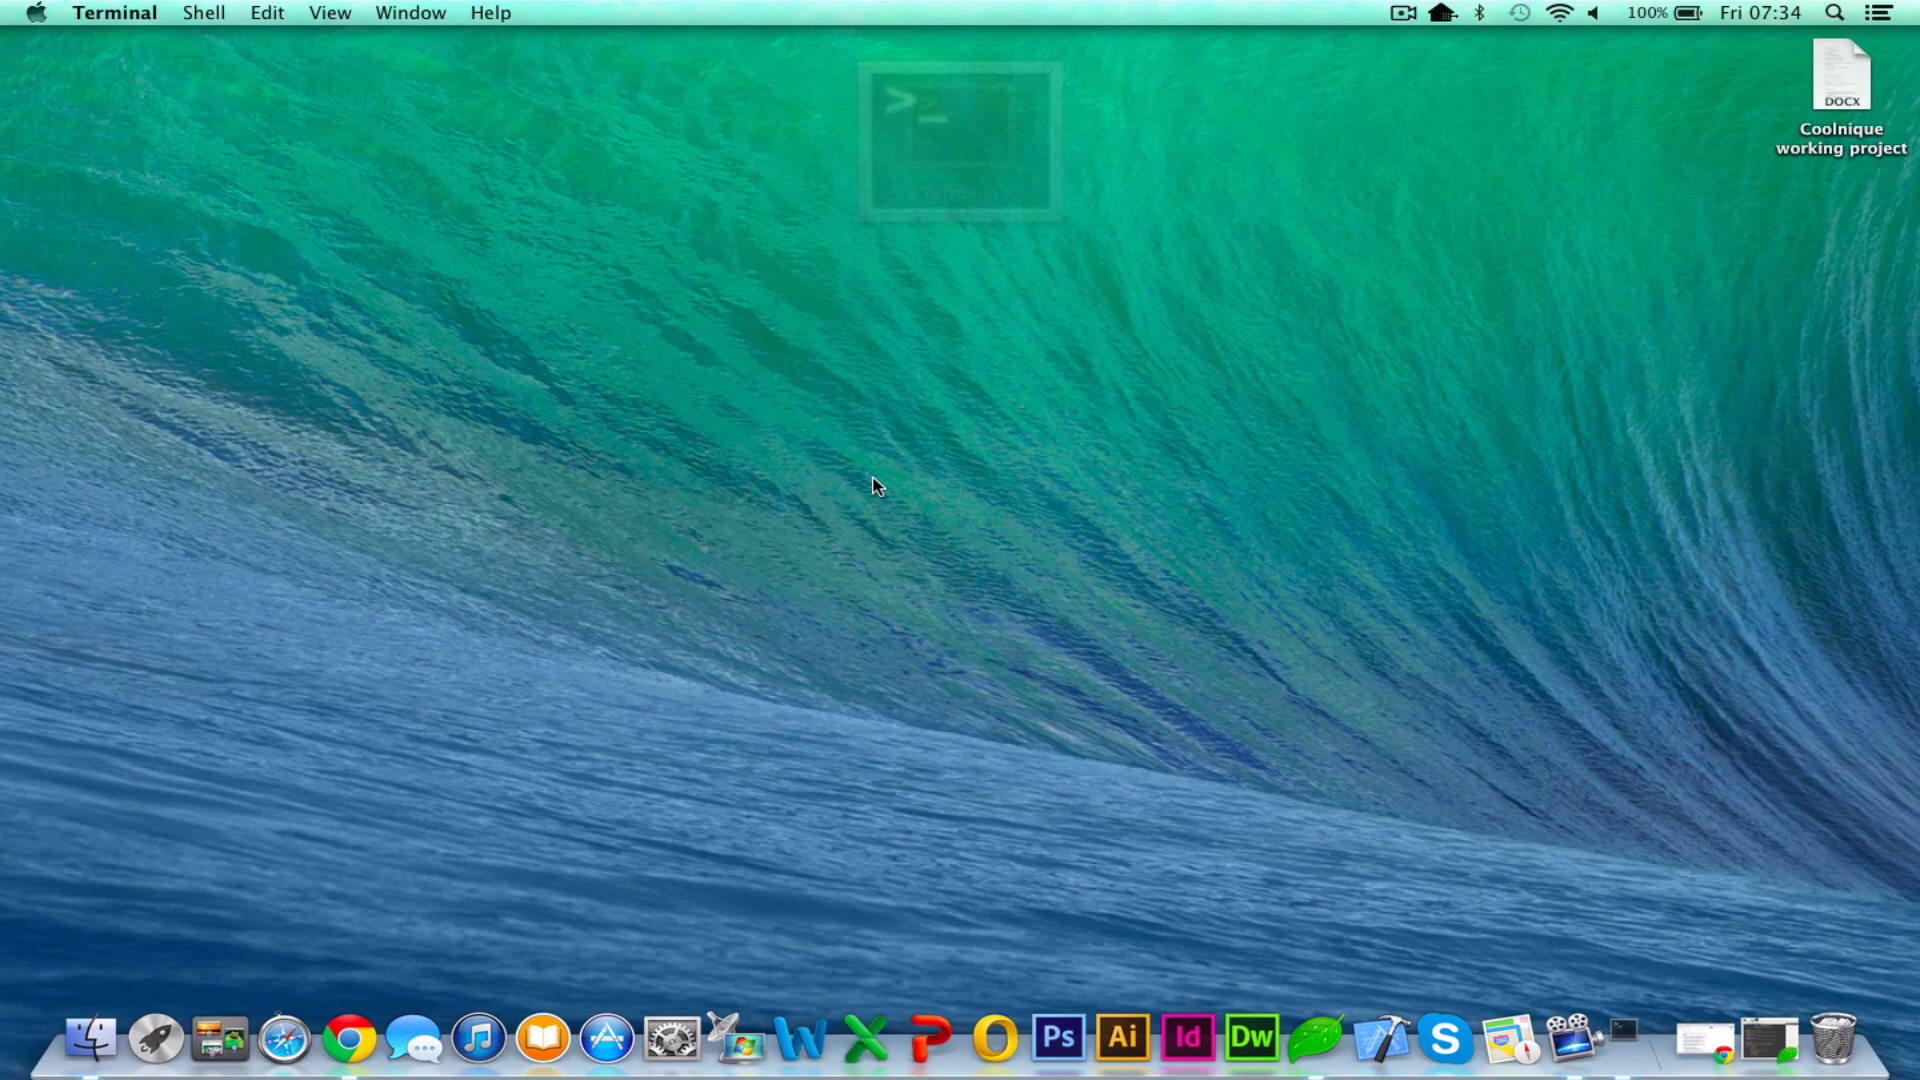 Terminal Shell Edit View Window Help 100% Fri 07:34
DOCX
Coolnique
working project
>_
Ps Ai Id Dw